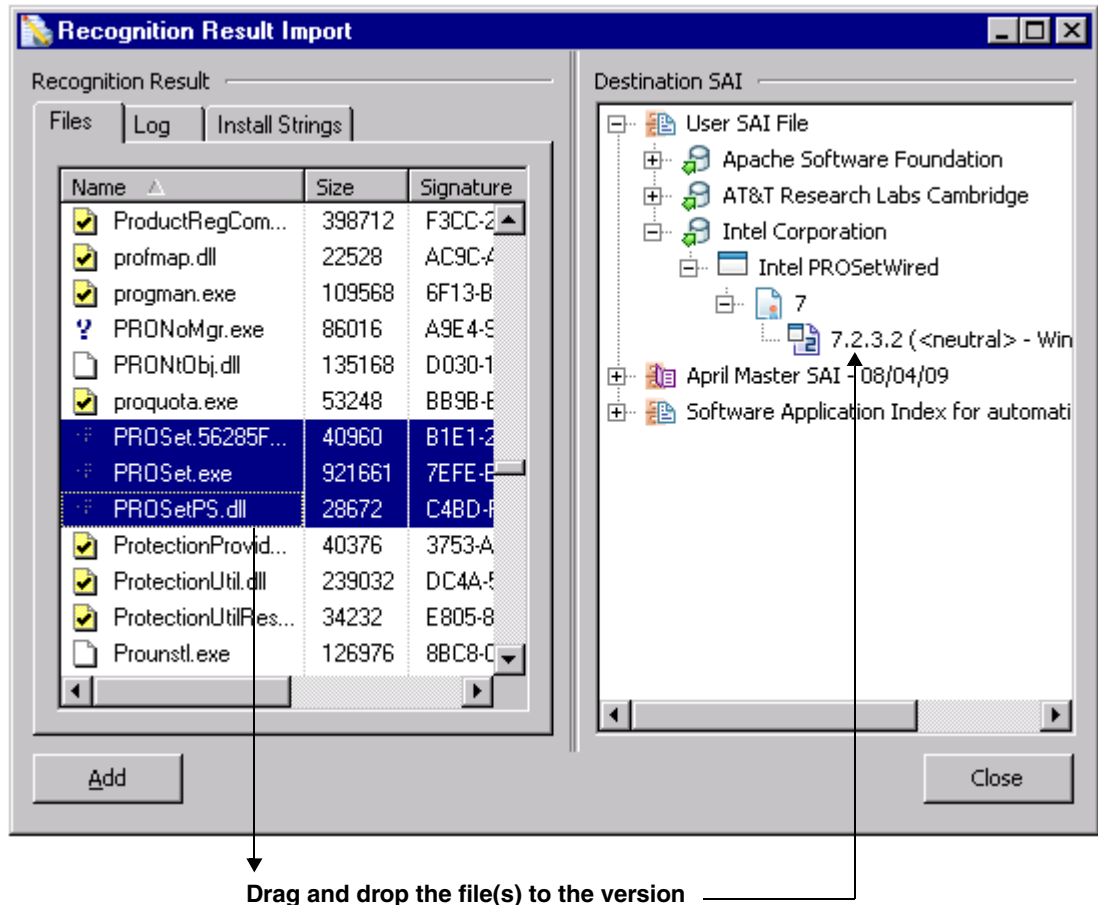 Recognition Result Import
Recognition Result
Files Log Install Strings
Name Size Signature
ProductRegCom... 398712 F3CC-2
profmap.dll 22528 AC9C-
progman.exe 109568 6F13-B
PRONoMgr.exe 86016 A9E4-9
PRONtObj.dll 135168 D030-1
proquota.exe 53248 BB9B-E
PROSet.56285F... 40960 B1E1-2
PROSet.exe 921661 7EFE-E
PROSetPS.dll 28672 C4BD-
ProtectionProvid... 40376 3753-A
ProtectionUtil.dll 239032 DC4A-5
ProtectionUtilRes... 34232 E805-8
Prounstl.exe 126976 8BC8-C
Add
Destination SAI
User SAI File
Apache Software Foundation
AT&T Research Labs Cambridge
Intel Corporation
Intel PROSetWired
7
7.2.3.2 (<neutral> - Win
April Master SAI - 08/04/09
Software Application Index for automati
Close
Drag and drop the file(s) to the version